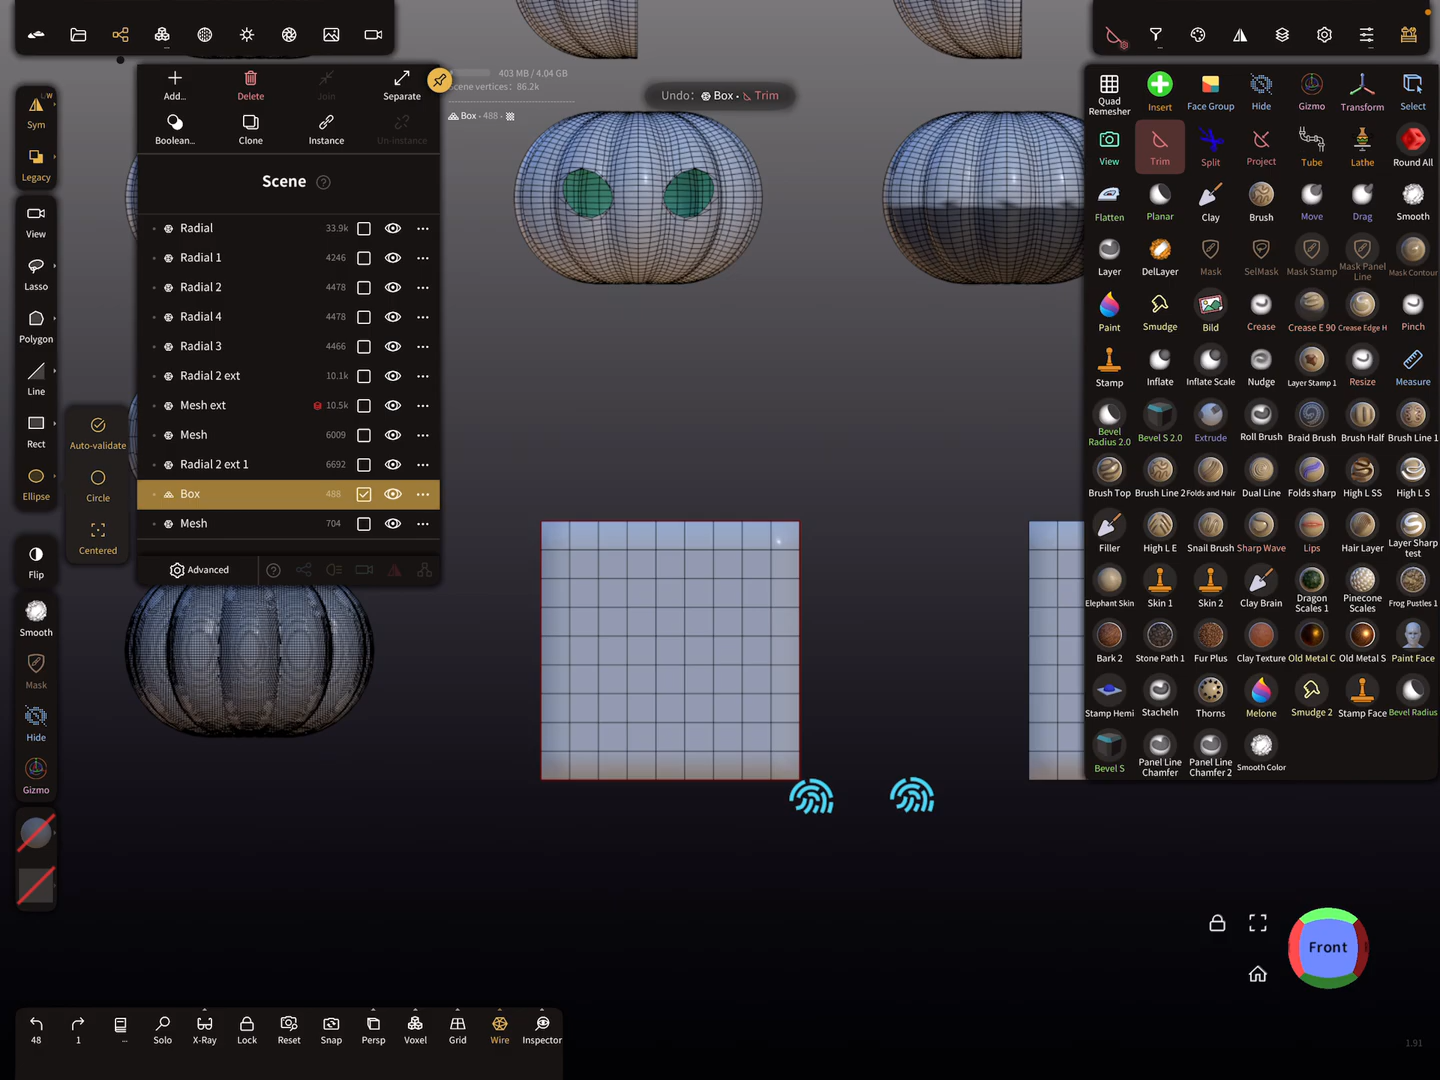 403 MB / 4.04 GB
Scene vertices: 86.2k
Box • 488 •
Undo: Box • Trim
Add...
Delete
Join
Separate
Boolean...
Clone
Instance
Un-instance
Scene
Radial 33.9k
Radial 1 4246
Radial 2 4478
Radial 4 4478
Radial 3 4466
Radial 2 ext 10.1k
Mesh ext 10.5k
Mesh 6009
Radial 2 ext 1 6692
Box 488
Mesh 704
Advanced
Sym
Legacy
View
Lasso
Polygon
Line
Rect
Ellipse
Auto-validate
Circle
Centered
Flip
Smooth
Mask
Hide
Gizmo
Quad Remesher
Insert
Face Group
Hide
Gizmo
Transform
Select
View
Trim
Split
Project
Tube
Lathe
Round All
Flatten
Planar
Clay
Brush
Move
Drag
Smooth
Layer
DelLayer
Mask
SelMask
Mask Stamp
Mask Panel Line
Mask Contour
Paint
Smudge
Bild
Crease
Crease E 90
Crease Edge H
Pinch
Stamp
Inflate
Inflate Scale
Nudge
Layer Stamp 1
Resize
Measure
Bevel Radius 2.0
Bevel S 2.0
Extrude
Roll Brush
Braid Brush
Brush Half
Brush Line 1
Brush Top
Brush Line 2
Folds and Hair
Dual Line
Folds sharp
High L SS
High L S
Filler
High L E
Snail Brush
Sharp Wave
Lips
Hair Layer
Layer Sharp test
Elephant Skin
Skin 1
Skin 2
Clay Brain
Dragon Scales 1
Pinecone Scales
Frog Pustles 1
Bark 2
Stone Path 1
Fur Plus
Clay Texture
Old Metal C
Old Metal S
Paint Face
Stamp Hemi
Stacheln
Thorns
Melone
Smudge 2
Stamp Face
Bevel Radius
Bevel S
Panel Line Chamfer
Panel Line Chamfer 2
Smooth Color
Front
48
1
...
Solo
X-Ray
Lock
Reset
Snap
Persp
Voxel
Grid
Wire
Inspector
1.91